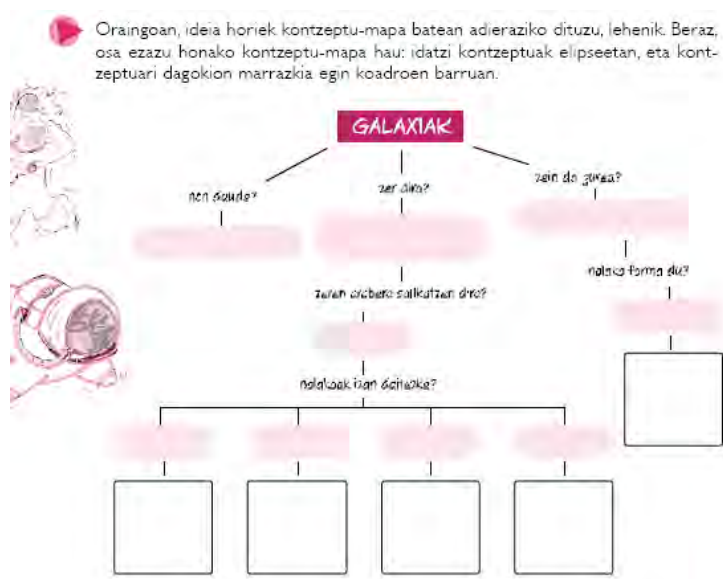 Oraingoan, ideia horiek kontzeptu-mapa batean adieraziko dituzu, lehenik. Beraz,
osa ezazu honako kontzeptu-mapa hau: idatzi kontzeptuak elipseetan, eta kont-
zeptuari dagokion marrazkia egin koadroen barruan.
GALAXIAK
non daude?
zer dira?
zein da gurea?
nolako forma du?
zeren arabera sailkatzen dira?
nolakoak izan daitezke?